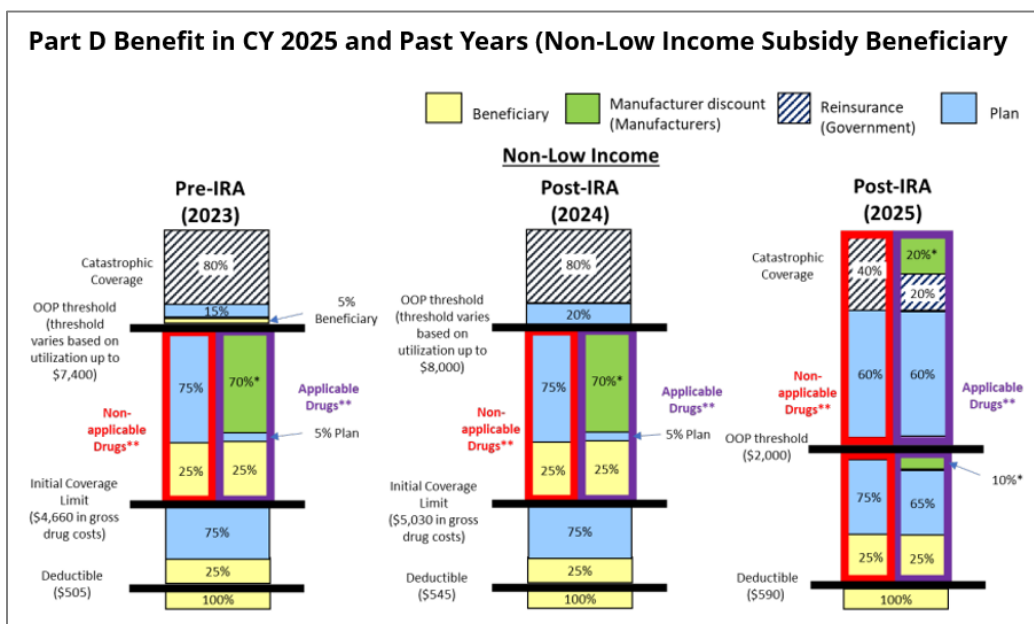 Part D Benefit in CY 2025 and Past Years (Non-Low Income Subsidy Beneficiary
Beneficiary
Manufacturer discount
(Manufacturers)
Reinsurance
(Government)
Plan
Non-Low Income
Pre-IRA
(2023)
Catastrophic
Coverage
80%
15%
5%
Beneficiary
OOP threshold
(threshold
varies based on
utilization up to
$7,400)
75%
70%*
Non-
applicable
Drugs**
Applicable
Drugs**
5% Plan
25%
25%
Initial Coverage
Limit
($4,660 in gross
drug costs)
75%
25%
Deductible
($505)
100%
Post-IRA
(2024)
80%
20%
OOP threshold
(threshold varies
based on
utilization up to
$8,000)
75%
70%*
Non-
applicable
Drugs**
Applicable
Drugs**
5% Plan
25%
25%
Initial Coverage
Limit
($5,030 in gross
drug costs)
75%
25%
Deductible
($545)
100%
Post-IRA
(2025)
Catastrophic
Coverage
40%
20%*
20%
60%
60%
Non-
applicable
Drugs**
Applicable
Drugs**
OOP threshold
($2,000)
10%*
75%
65%
25%
25%
Deductible
($590)
100%